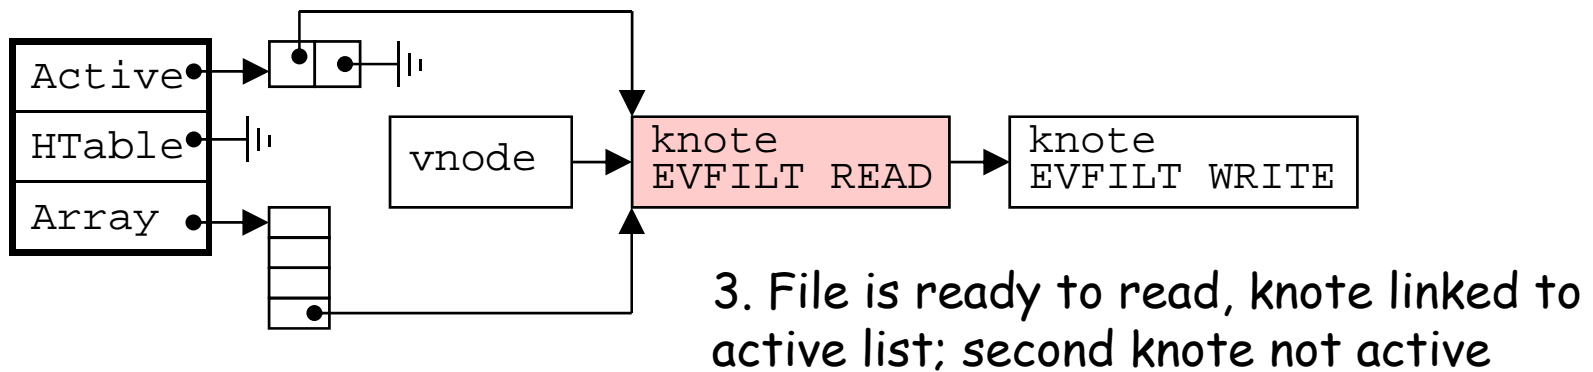 Active
HTable
Array
vnode
knote
EVFILT READ
knote
EVFILT WRITE
3. File is ready to read, knote linked to
active list; second knote not active